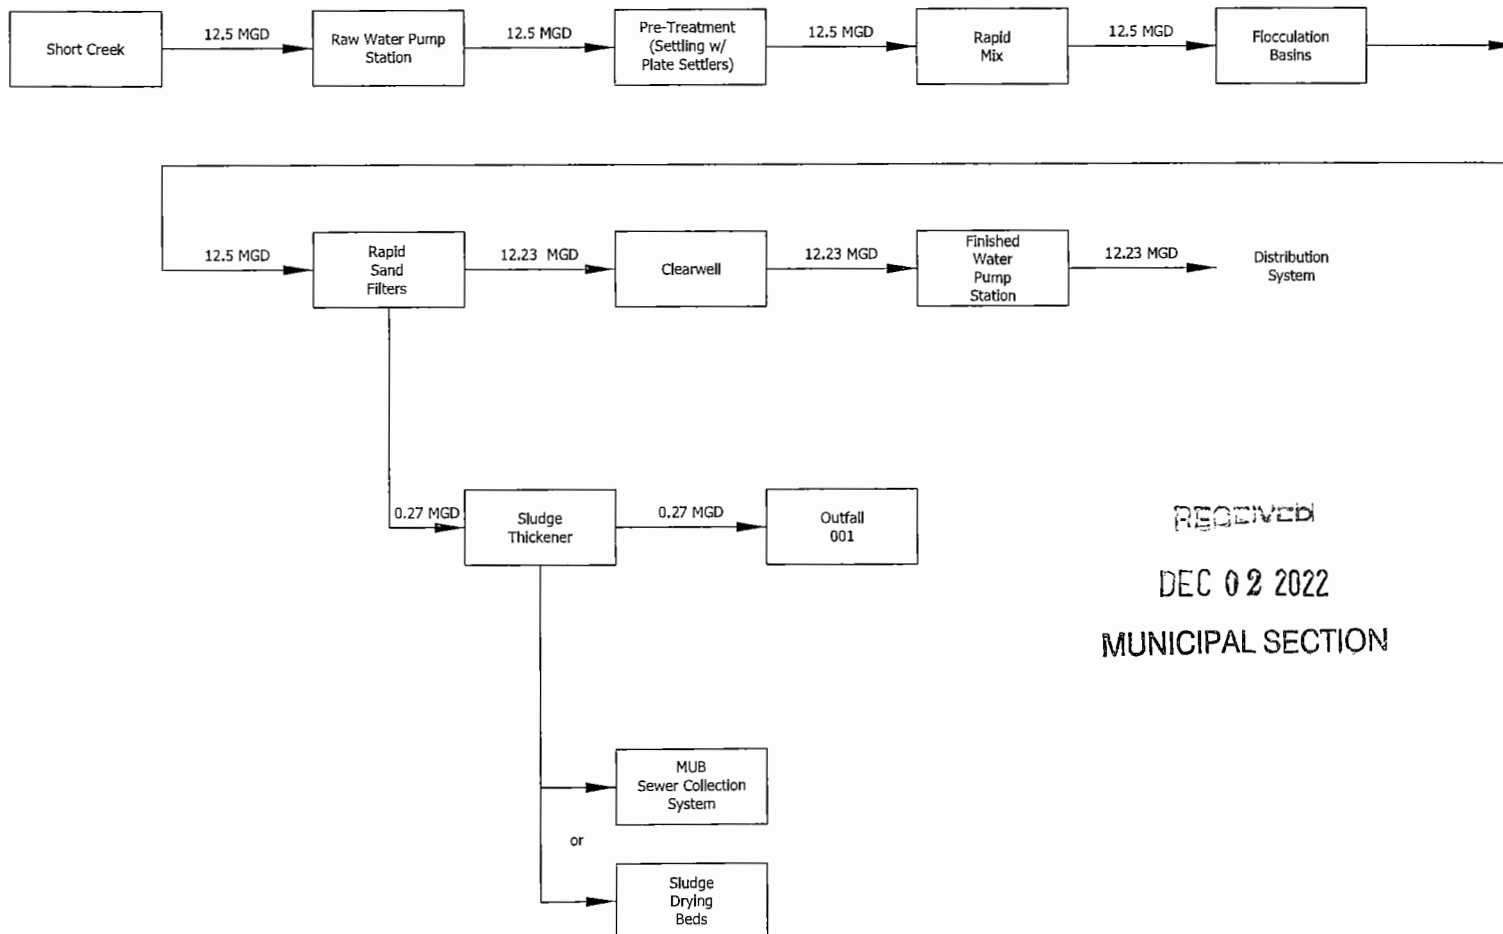 Short Creek
12.5 MGD
Raw Water Pump
Station
12.5 MGD
Pre-Treatment
(Settling w/
Plate Settlers)
12.5 MGD
Rapid
Mix
12.5 MGD
Flocculation
Basins
12.5 MGD
Rapid
Sand
Filters
12.23 MGD
Clearwell
12.23 MGD
Finished
Water
Pump
Station
12.23 MGD
Distribution
System
0.27 MGD
Sludge
Thickener
0.27 MGD
Outfall
001
RECEIVED
DEC 02 2022
MUNICIPAL SECTION
MUB
Sewer Collection
System
or
Sludge
Drying
Beds